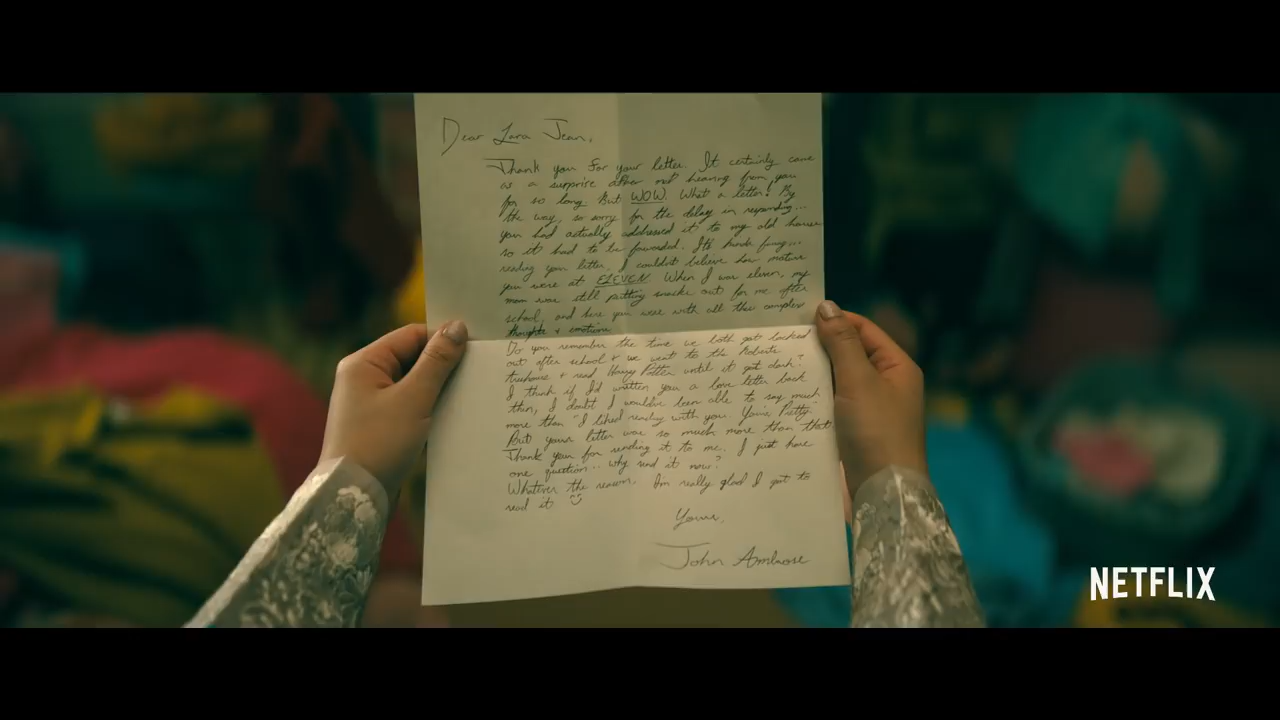 Dear Lara Jean,
Thank you for your letter. It certainly came
as a surprise after not hearing from you
for so long. But WOW. What a letter! By
the way, so sorry for the delay in responding...
you had actually addressed it to my old house
so it had to be forwarded. It's kinda funny...
reading your letter, I couldn't believe how mature
you were at ELEVEN. When I was eleven, my
mom was still putting snacks out for me after
school, and here you were with all this complex
thoughts + emotions
Do you remember the time we both got locked
out after school & we went to the
treehouse + read Harry Potter until it got dark?
I think if I'd written you a love letter back
then, I doubt I would've been able to say much
more than "I liked reading with you. You're Pretty."
But your letter was so much more than that.
Thank you for sending it to me. I just have
one question... why send it now?
Whatever the reason, I'm really glad I got to
read it
Yours,
John Ambrose
NETFLIX